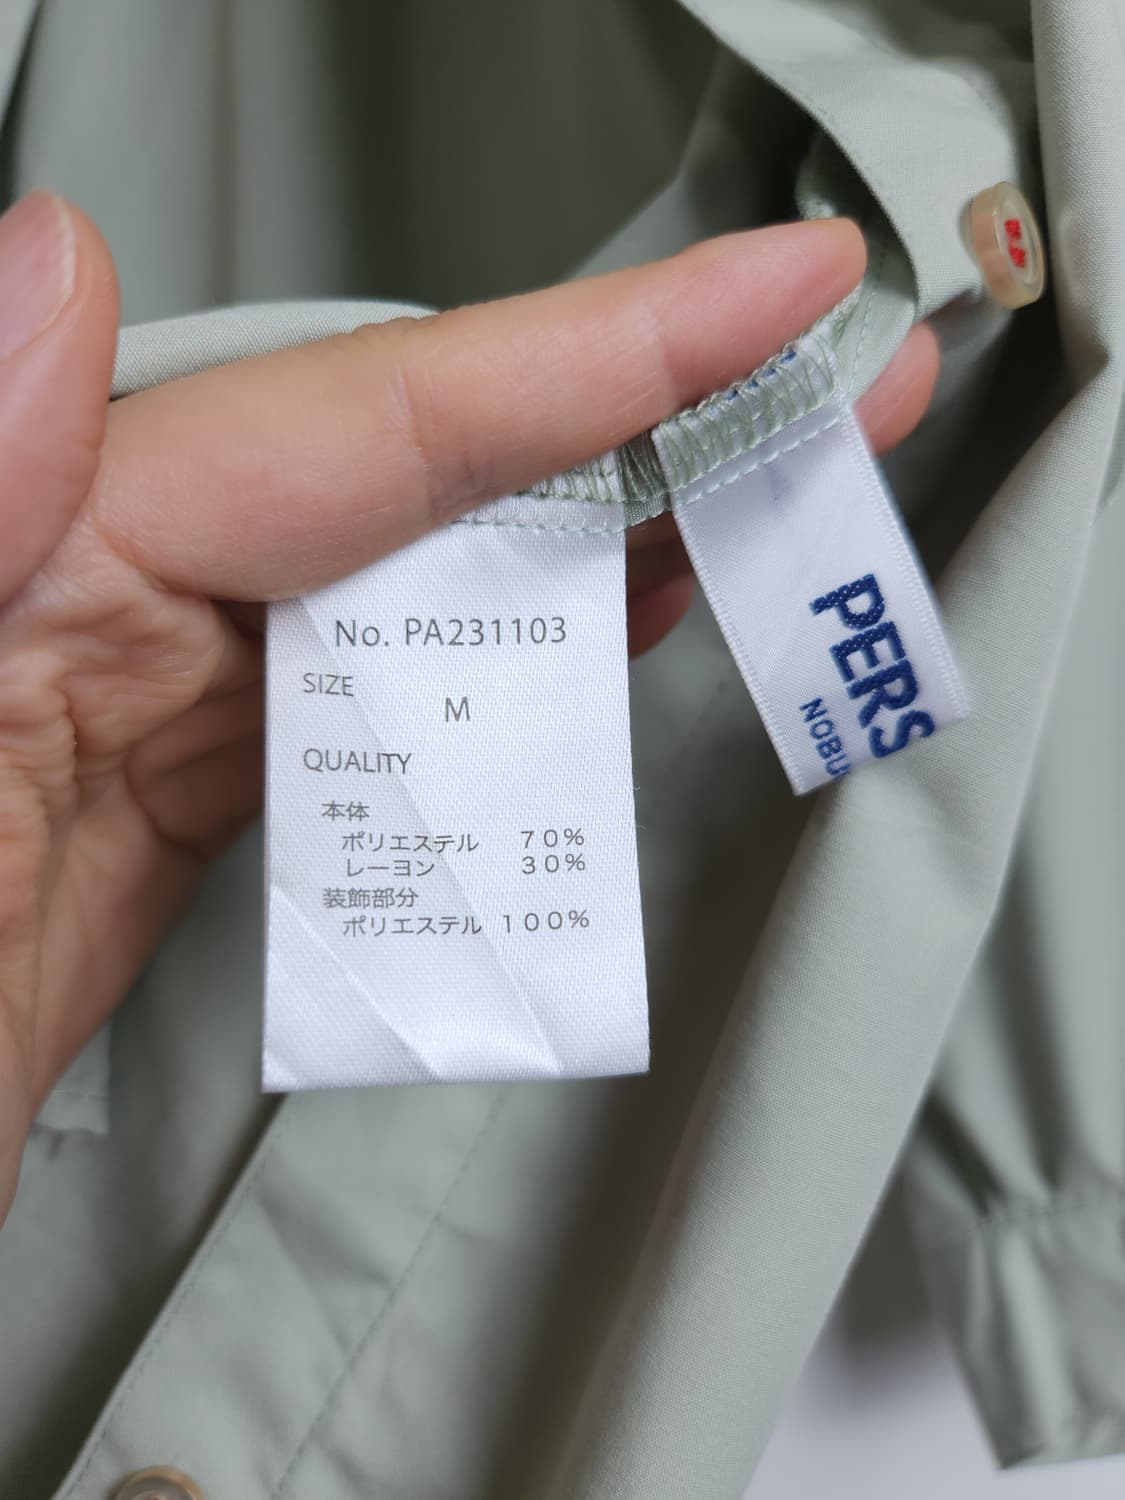 No. PA231103
SIZE
M
QUALITY
本体
ポリエステル 70%
レーヨン 30%
装飾部分
ポリエステル 100%
PERS
NOBU